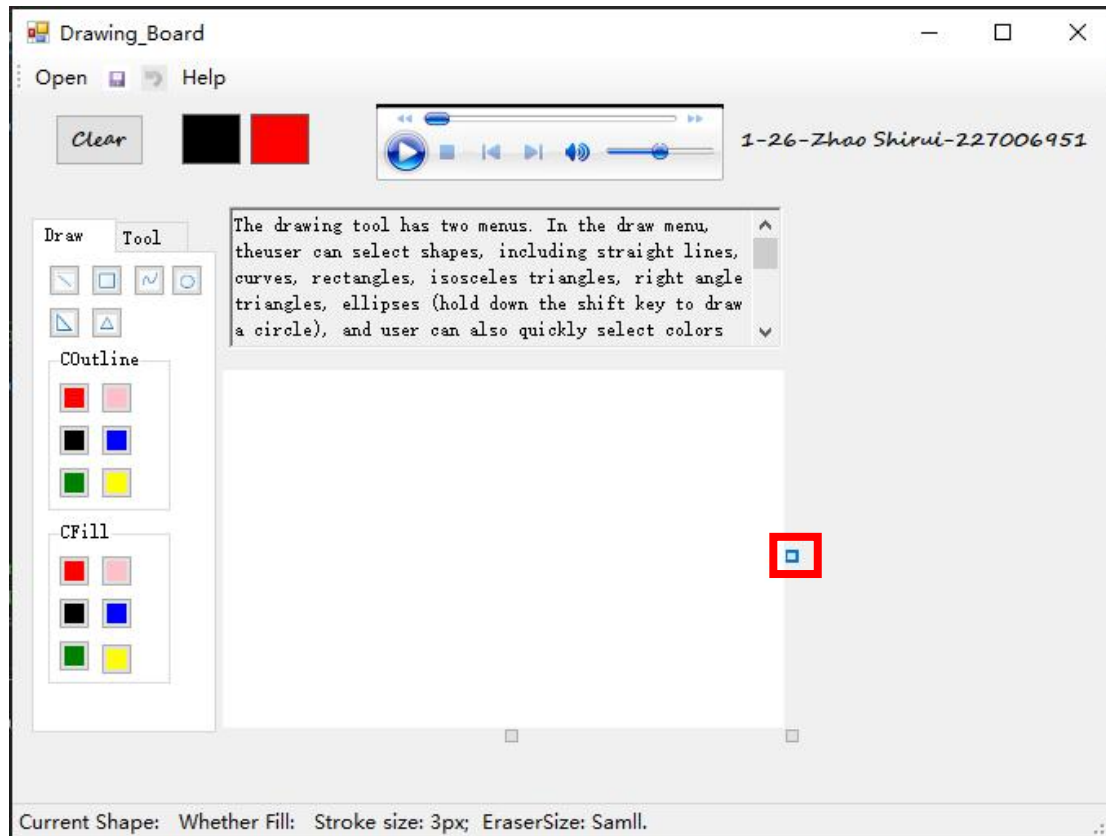 Drawing_Board
Open Help
Clear
1-26-Zhao Shirui-227006951
Draw Tool
The drawing tool has two menus. In the draw menu,
theuser can select shapes, including straight lines,
curves, rectangles, isosceles triangles, right angle
triangles, ellipses (hold down the shift key to draw
a circle), and user can also quickly select colors
COutline
CFill
Current Shape: Whether Fill: Stroke size: 3px; EraserSize: Samll.